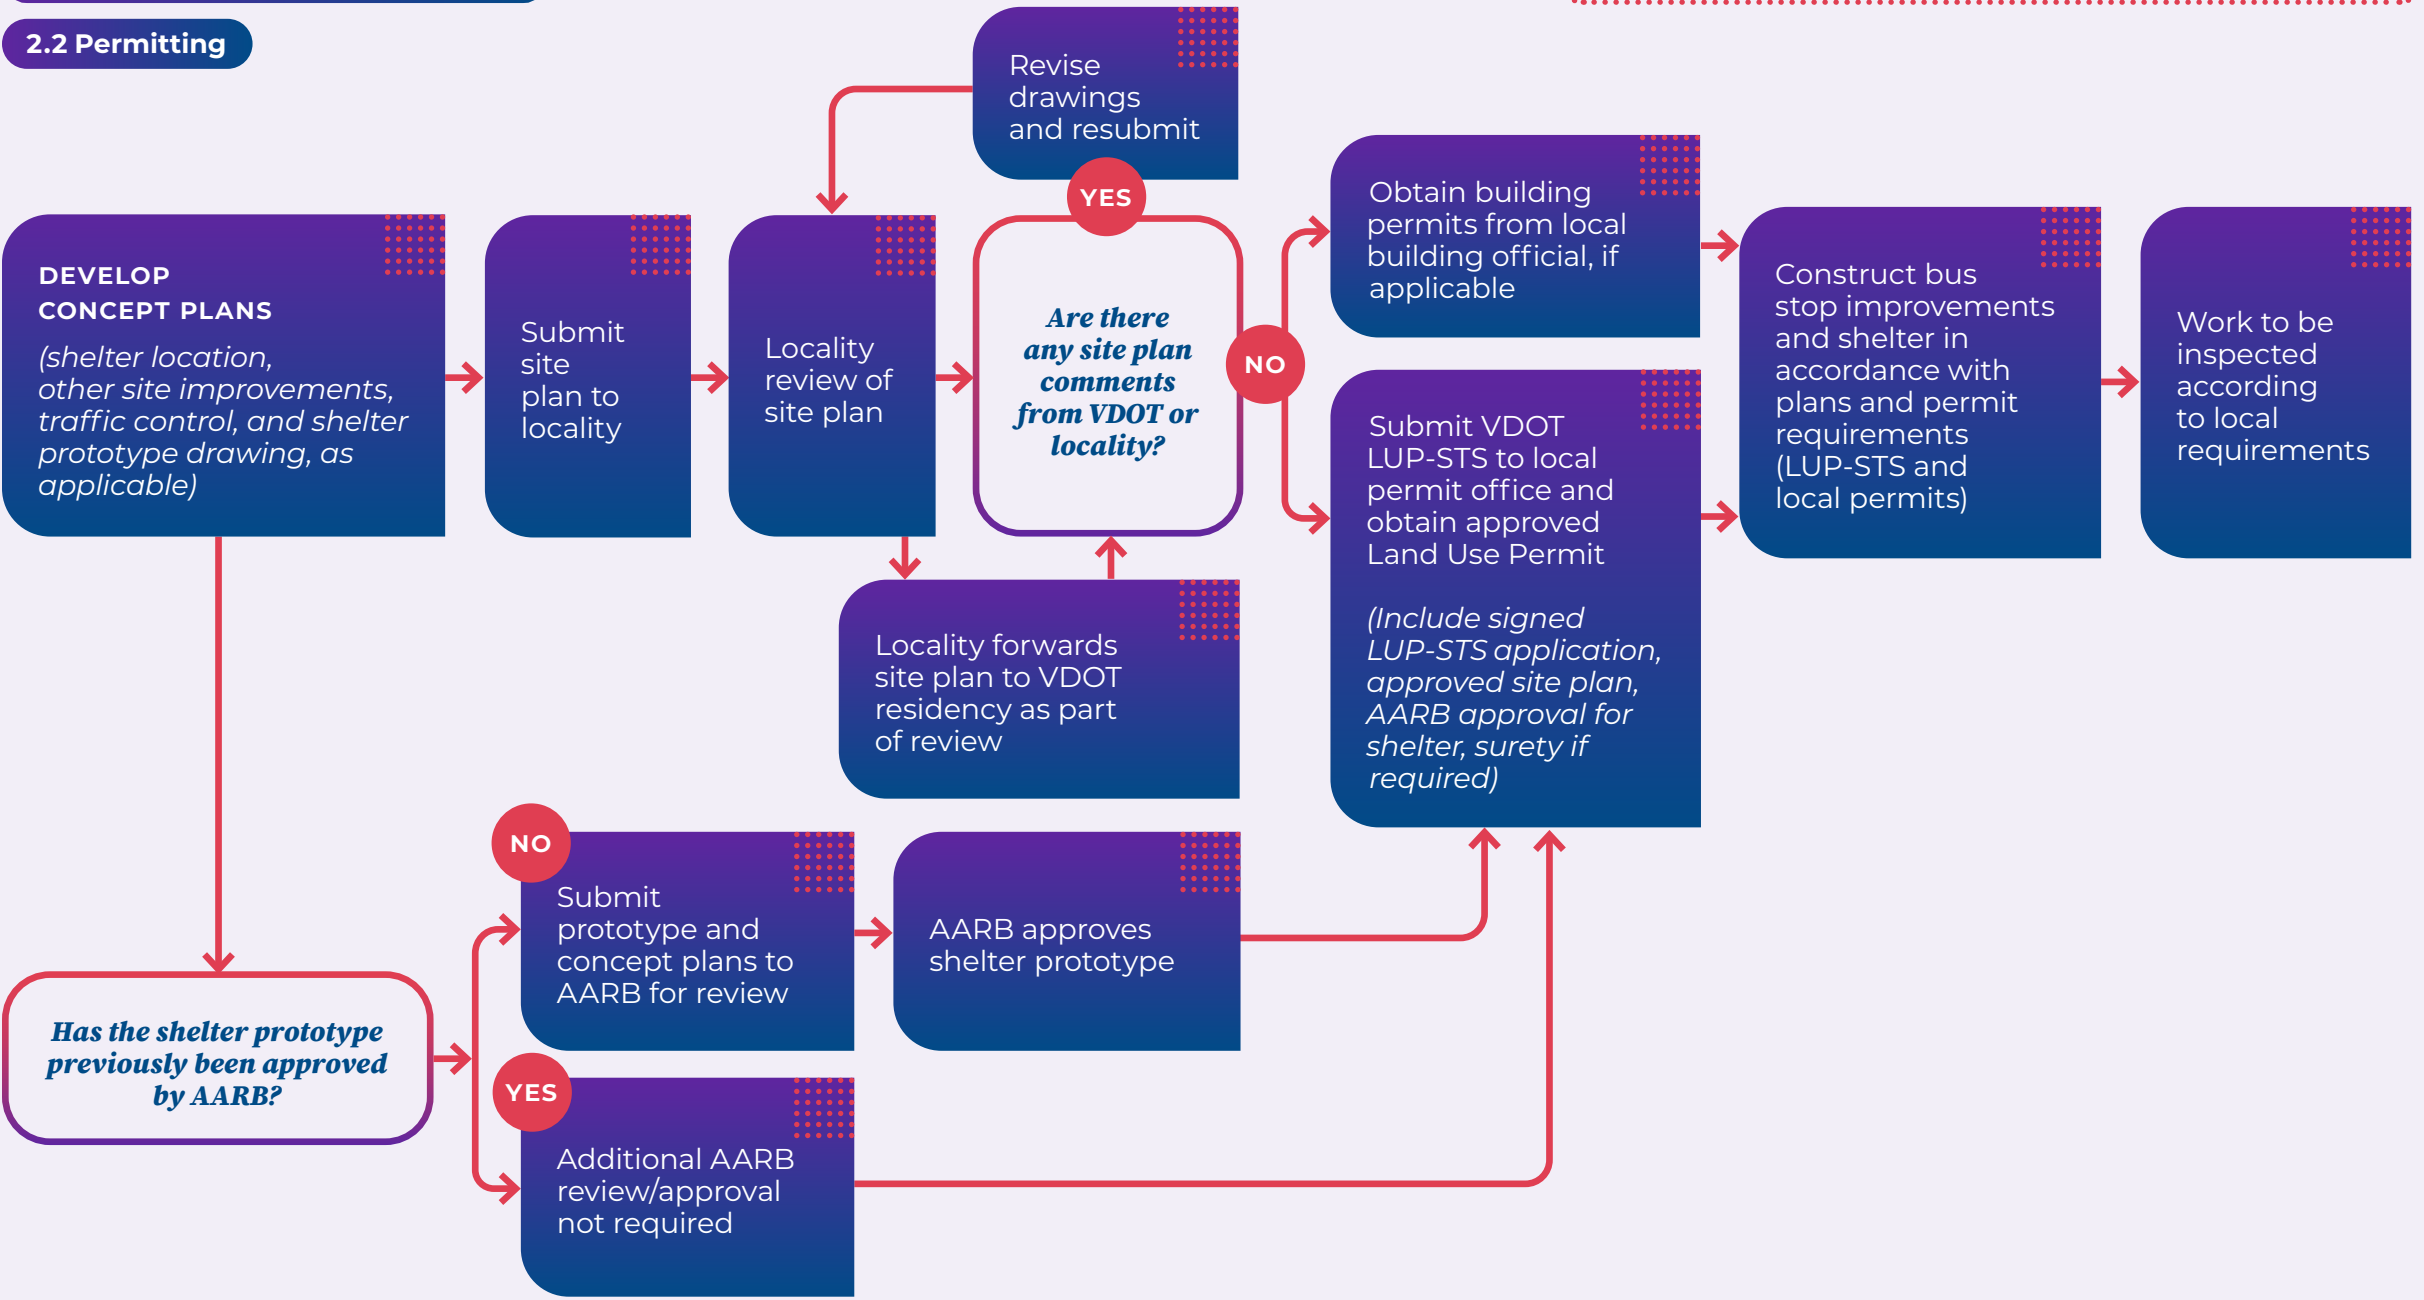 2.2 Permitting
Revise
drawings
and resubmit
YES
DEVELOP
CONCEPT PLANS
(shelter location,
other site improvements,
traffic control, and shelter
prototype drawing, as
applicable)
Submit
site
plan to
locality
Locality
review of
site plan
Are there
any site plan
comments
from VDOT or
locality?
NO
Obtain building
permits from local
building official, if
applicable
Submit VDOT
LUP-STS to local
permit office and
obtain approved
Land Use Permit
(Include signed
LUP-STS application,
approved site plan,
AARB approval for
shelter, surety if
required)
Construct bus
stop improvements
and shelter in
accordance with
plans and permit
requirements
(LUP-STS and
local permits)
Work to be
inspected
according
to local
requirements
Locality forwards
site plan to VDOT
residency as part
of review
Has the shelter prototype
previously been approved
by AARB?
NO
Submit
prototype and
concept plans to
AARB for review
AARB approves
shelter prototype
YES
Additional AARB
review/approval
not required